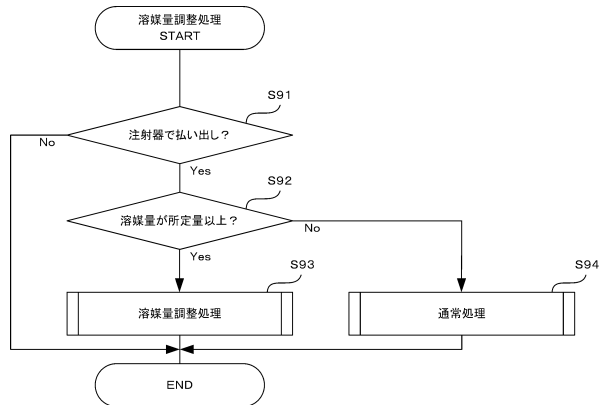 溶媒量調整処理
START
S91
注射器で払い出し?
No
Yes
S92
溶媒量が所定量以上?
No
Yes
S93
S94
溶媒量調整処理
通常処理
END